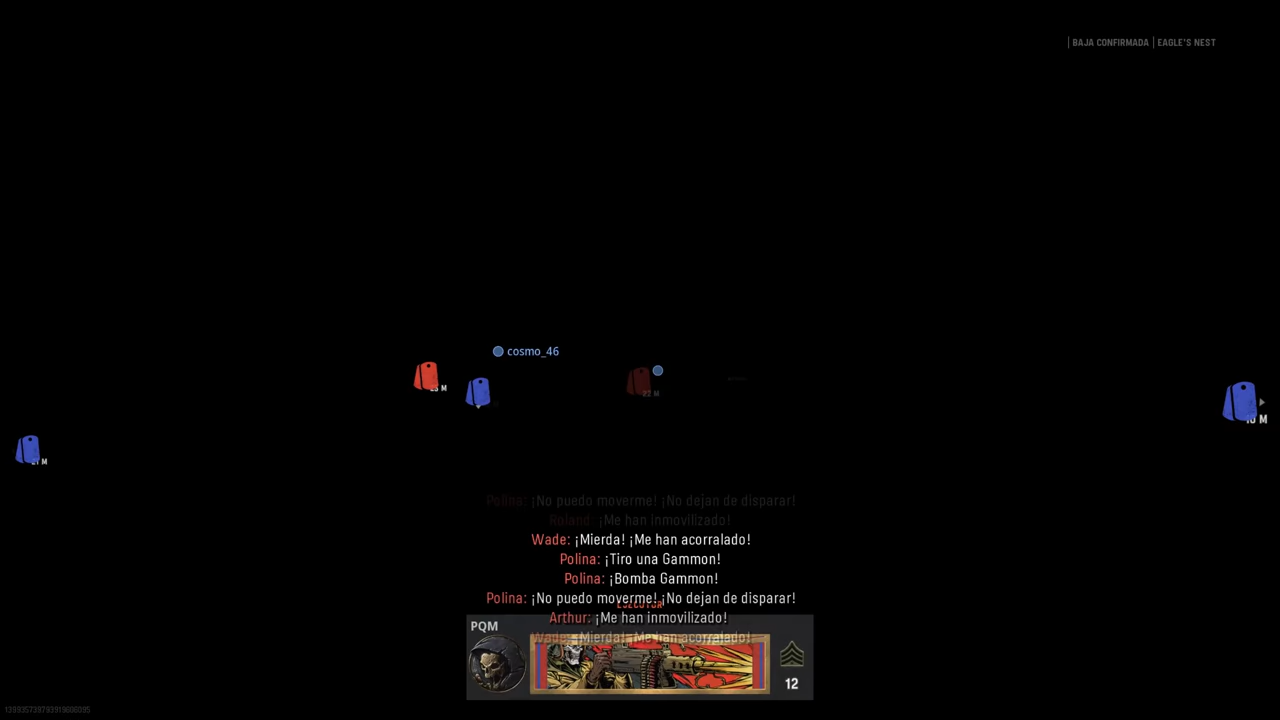 BAJA CONFIRMADA | EAGLE'S NEST
cosmo_46
22 M
Polina: ¡No puedo moverme! ¡No dejan de disparar!
Roland: ¡Me han inmovilizado!
Wade: ¡Mierda! ¡Me han acorralado!
Polina: ¡Tiro una Gammon!
Polina: ¡Bomba Gammon!
Polina: ¡No puedo moverme! ¡No dejan de disparar!
EJECUTOR
Arthur: ¡Me han inmovilizado!
PQM
Wade: ¡Mierda! ¡Me han acorralado!
12